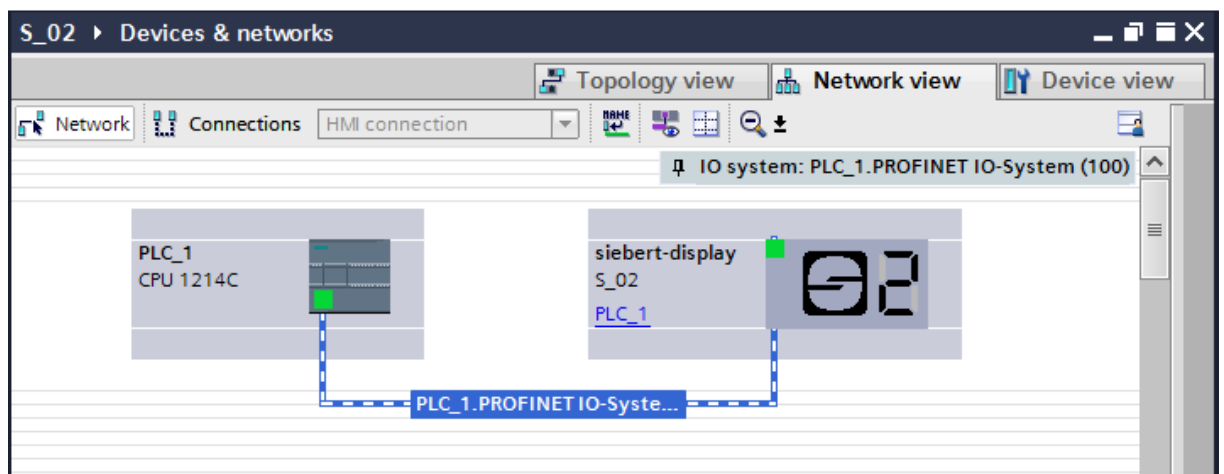 S_02 ▸ Devices & networks
Topology view
Network view
Device view
Network
Connections
HMI connection
NAME
IO system: PLC_1.PROFINET IO-System (100)
PLC_1
CPU 1214C
siebert-display
S_02
PLC_1
PLC_1.PROFINET IO-Syste...